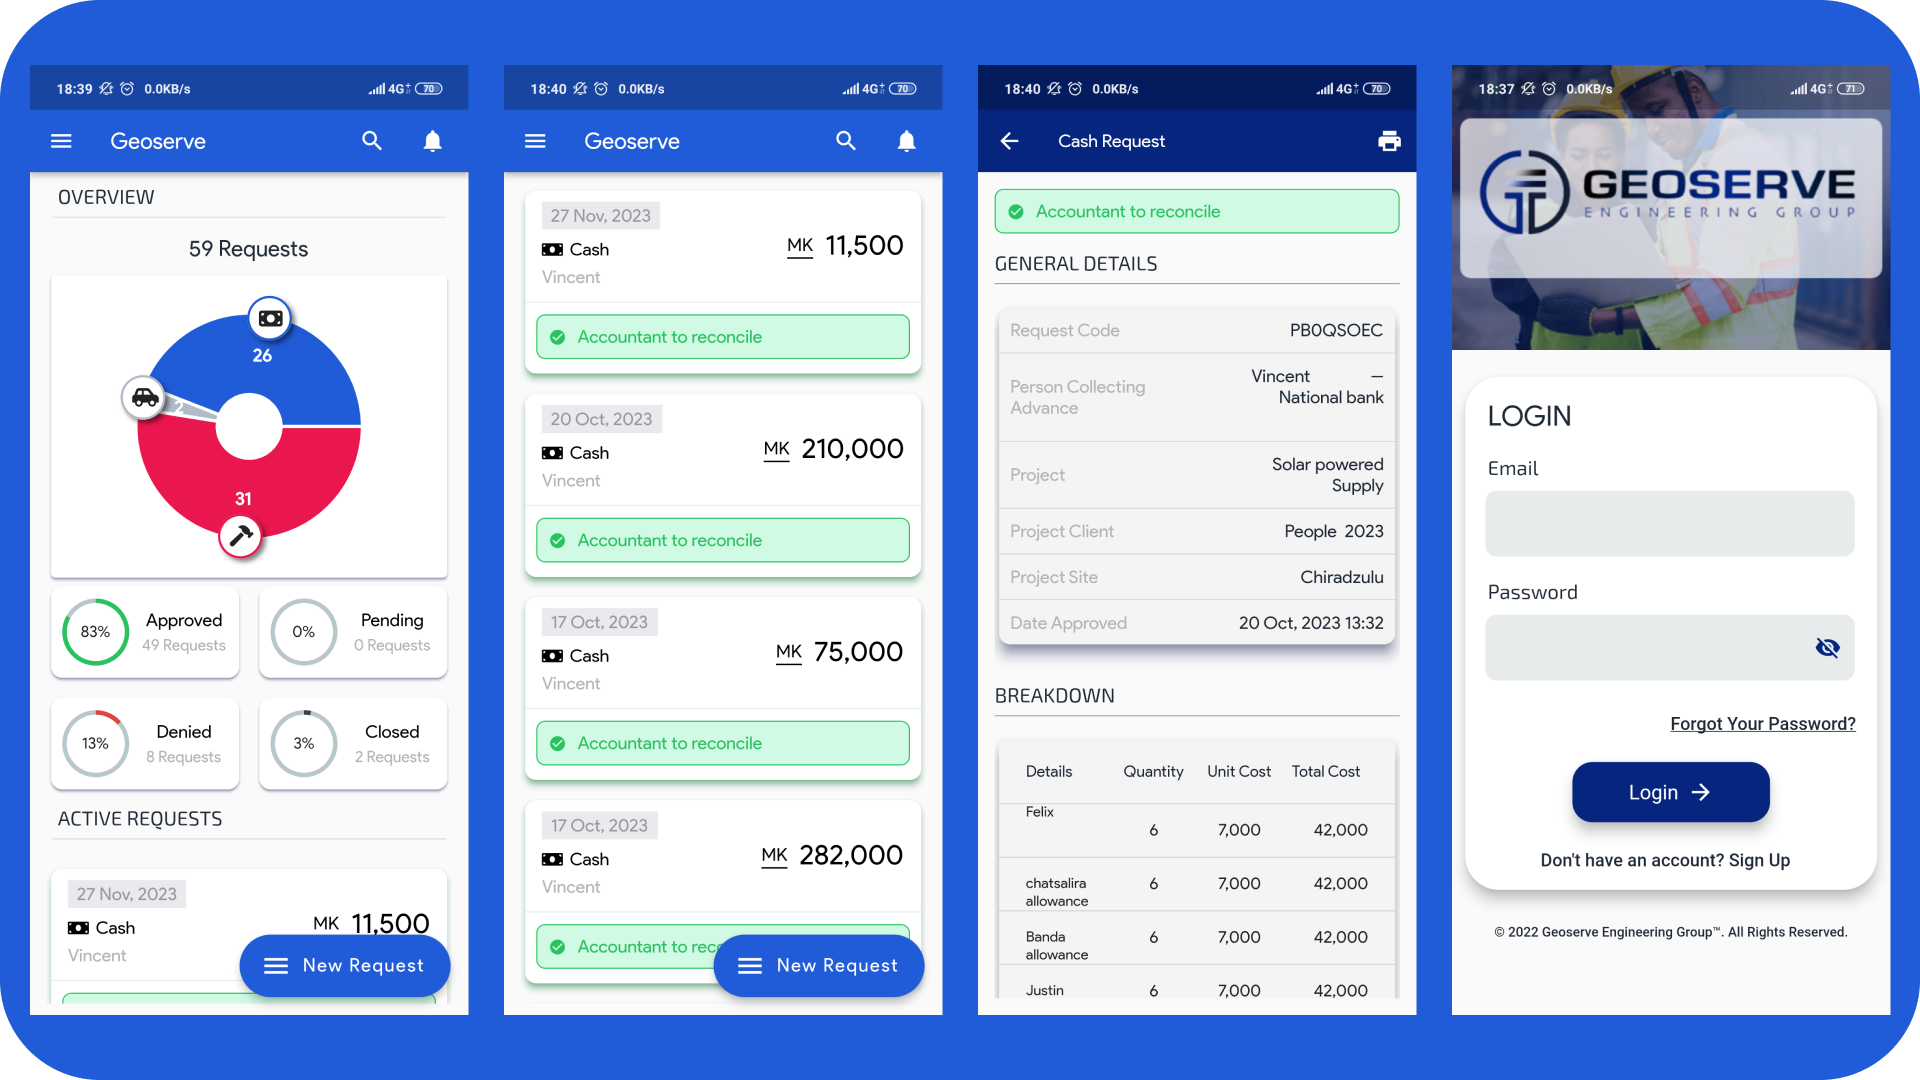 18:39 0.0KB/s 4G 70
Geoserve
OVERVIEW
59 Requests
26
2
31
83% Approved
49 Requests
0% Pending
0 Requests
13% Denied
8 Requests
3% Closed
2 Requests
ACTIVE REQUESTS
27 Nov, 2023
Cash MK 11,500
Vincent
New Request
18:40 0.0KB/s 4G 70
Geoserve
27 Nov, 2023
Cash MK 11,500
Vincent
Accountant to reconcile
20 Oct, 2023
Cash MK 210,000
Vincent
Accountant to reconcile
17 Oct, 2023
Cash MK 75,000
Vincent
Accountant to reconcile
17 Oct, 2023
Cash MK 282,000
Vincent
Accountant to rec
New Request
18:40 0.0KB/s 4G 70
Cash Request
Accountant to reconcile
GENERAL DETAILS
Request Code PB0QSOEC
Person Collecting Advance Vincent —
National bank
Project Solar powered
Supply
Project Client People 2023
Project Site Chiradzulu
Date Approved 20 Oct, 2023 13:32
BREAKDOWN
Details Quantity Unit Cost Total Cost
Felix
6 7,000 42,000
chatsalira 6 7,000 42,000
allowance
Banda 6 7,000 42,000
allowance
Justin 6 7,000 42,000
18:37 0.0KB/s 4G 71
GEOSERVE
ENGINEERING GROUP
LOGIN
Email
Password
Forgot Your Password?
Login
Don't have an account? Sign Up
© 2022 Geoserve Engineering Group™. All Rights Reserved.